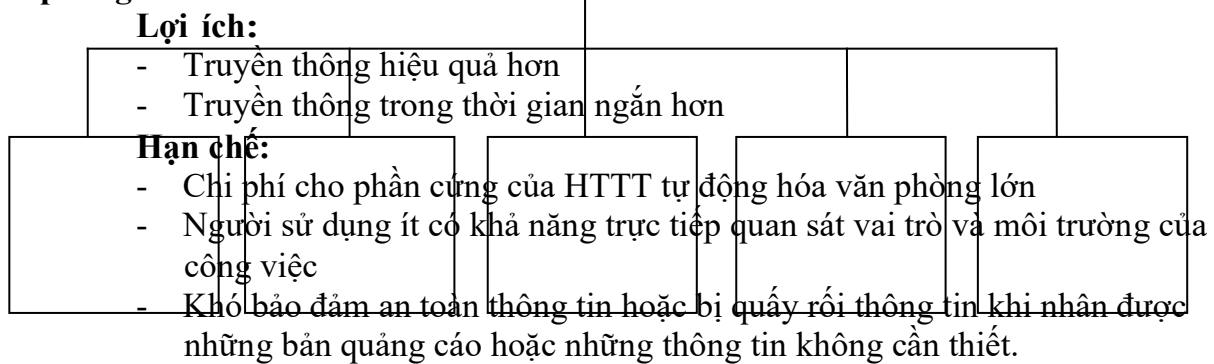 Lợi ích:
- Truyền thông hiệu quả hơn
- Truyền thông trong thời gian ngắn hơn
Hạn chế:
- Chi phí cho phần cứng của HTTT tự động hóa văn phòng lớn
- Người sử dụng ít có khả năng trực tiếp quan sát vai trò và môi trường của
công việc
- Khó bảo đảm an toàn thông tin hoặc bị quấy rối thông tin khi nhân được
những bản quảng cáo hoặc những thông tin không cần thiết.